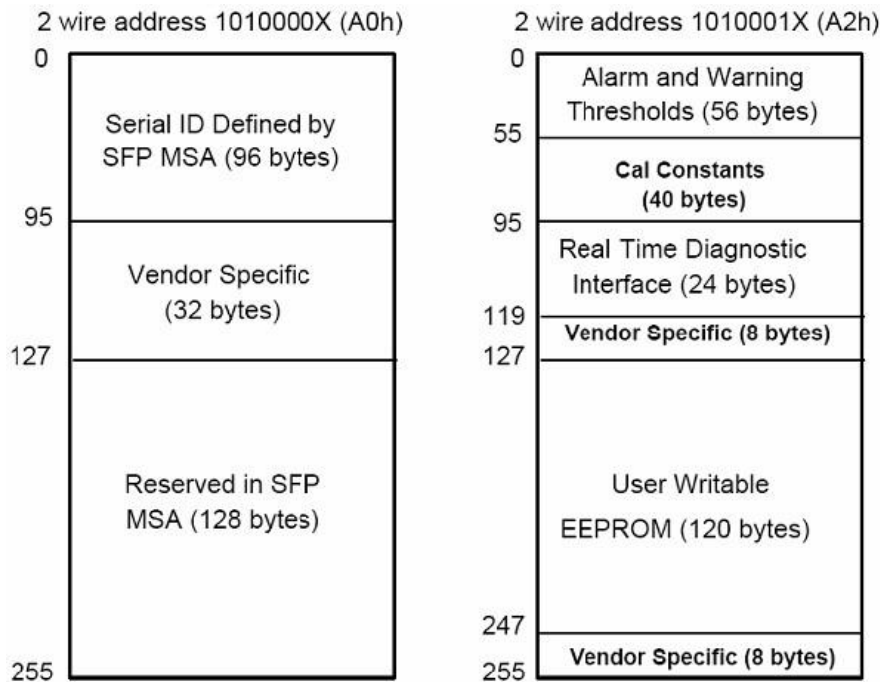 2 wire address 1010000X (A0h)
0
Serial ID Defined by
SFP MSA (96 bytes)
95
Vendor Specific
(32 bytes)
127
Reserved in SFP
MSA (128 bytes)
255
2 wire address 1010001X (A2h)
0
Alarm and Warning
Thresholds (56 bytes)
55
Cal Constants
(40 bytes)
95
Real Time Diagnostic
Interface (24 bytes)
119
Vendor Specific (8 bytes)
127
User Writable
EEPROM (120 bytes)
247
Vendor Specific (8 bytes)
255